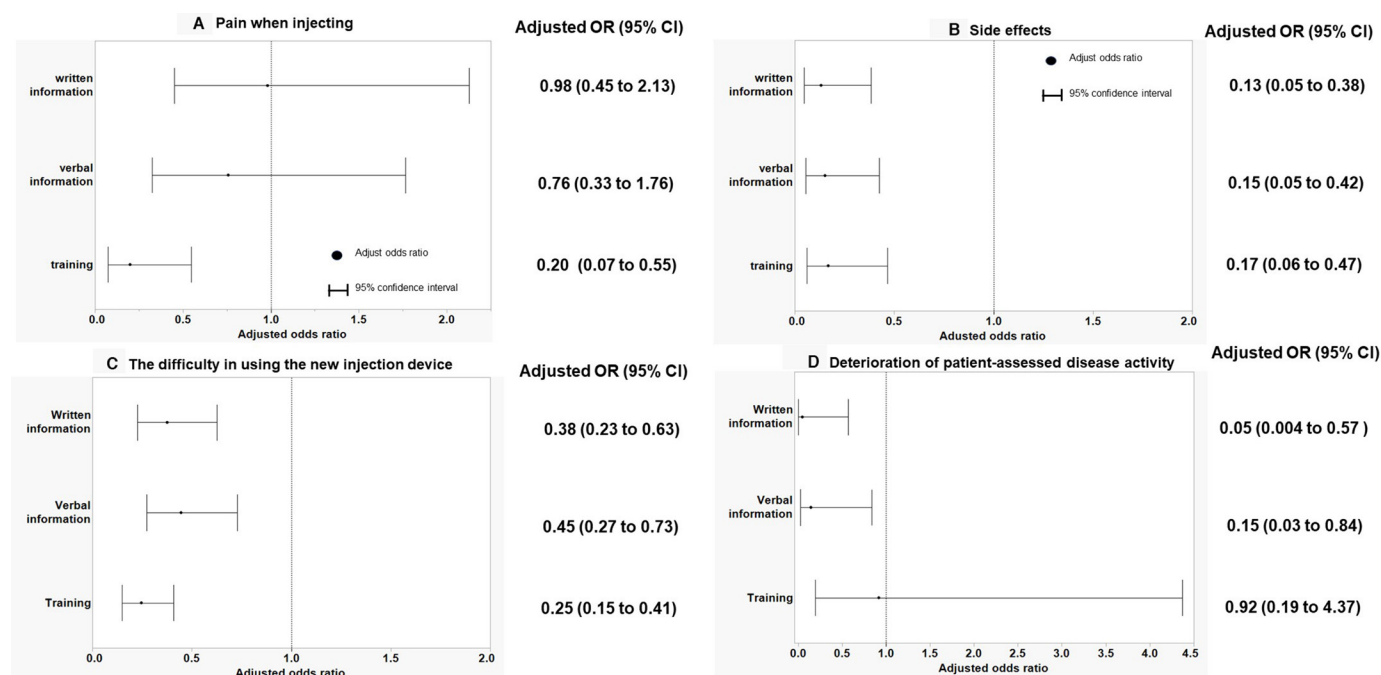 A Pain when injecting
Adjusted OR (95% CI)
written
information
0.98 (0.45 to 2.13)
verbal
information
0.76 (0.33 to 1.76)
training
0.20 (0.07 to 0.55)
Adjust odds ratio
95% confidence interval
0.0 0.5 1.0 1.5 2.0
Adjusted odds ratio
B Side effects
Adjusted OR (95% CI)
Adjust odds ratio
95% confidence interval
written
information
0.13 (0.05 to 0.38)
verbal
information
0.15 (0.05 to 0.42)
training
0.17 (0.06 to 0.47)
0.0 0.5 1.0 1.5 2.0
Adjusted odds ratio
C The difficulty in using the new injection device
Adjusted OR (95% CI)
Written
information
0.38 (0.23 to 0.63)
Verbal
information
0.45 (0.27 to 0.73)
Training
0.25 (0.15 to 0.41)
0.0 0.5 1.0 1.5 2.0
Adjusted odds ratio
D Deterioration of patient-assessed disease activity
Adjusted OR (95% CI)
Written
information
0.05 (0.004 to 0.57 )
Verbal
information
0.15 (0.03 to 0.84)
Training
0.92 (0.19 to 4.37)
0.0 0.5 1.0 1.5 2.0 2.5 3.0 3.5 4.0 4.5
Adjusted odds ratio